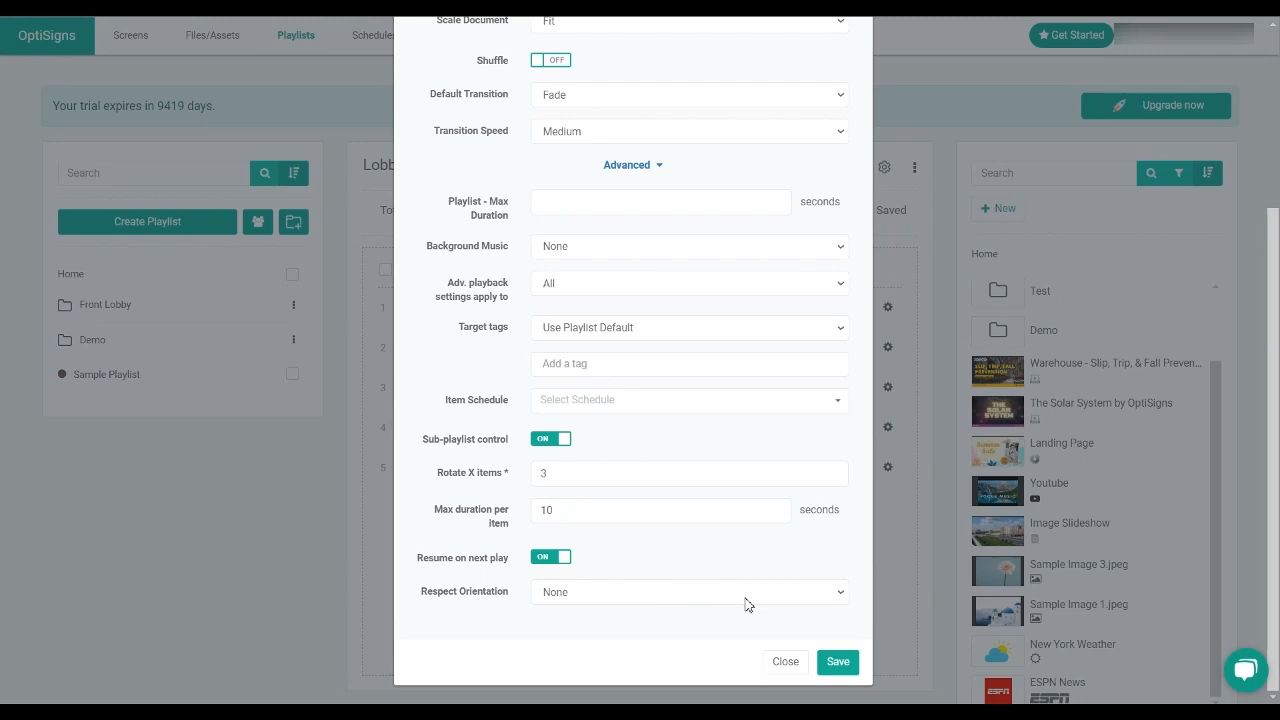 Scale Document
Fit
OptiSigns
Screens
Files/Assets
Playlists
Schedules
Get Started
Shuffle
OFF
Default Transition
Fade
Your trial expires in 9419 days.
Upgrade now
Transition Speed
Medium
Advanced
Search
Lobb
Search
Playlist - Max
Duration
seconds
Create Playlist
To
Saved
New
Background Music
None
Home
Home
Adv. playback
settings apply to
All
Front Lobby
1
Test
Target tags
Use Playlist Default
Demo
2
Demo
Add a tag
Sample Playlist
3
Warehouse - Slip, Trip, & Fall Preven...
Item Schedule
Select Schedule
The Solar System by OptiSigns
4
Sub-playlist control
ON
Landing Page
5
Rotate X items *
3
Youtube
Max duration per
item
10
seconds
Image Slideshow
Resume on next play
ON
Sample Image 3.jpeg
Respect Orientation
None
Sample Image 1.jpeg
New York Weather
Close
Save
ESPN News
ESPN